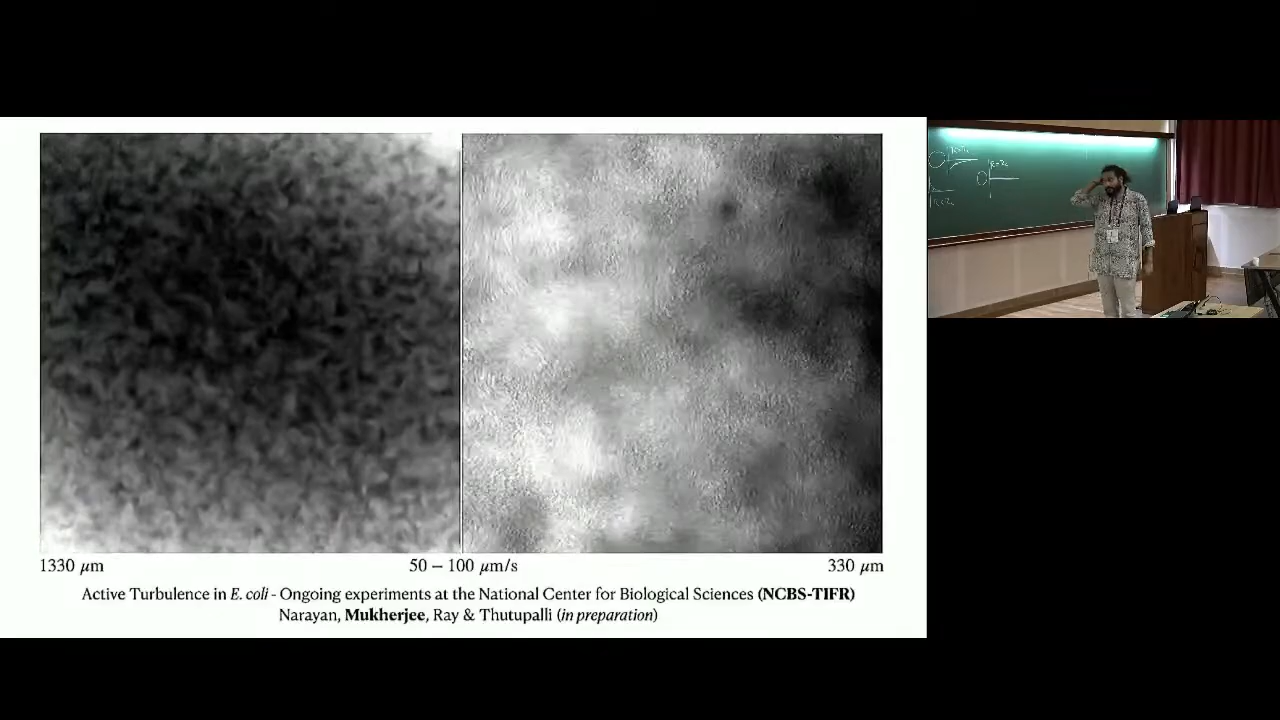 1330 μm
50 – 100 μm/s
330 μm
Active Turbulence in E. coli - Ongoing experiments at the National Center for Biological Sciences (NCBS-TIFR)
Narayan, Mukherjee, Ray & Thutupalli (in preparation)